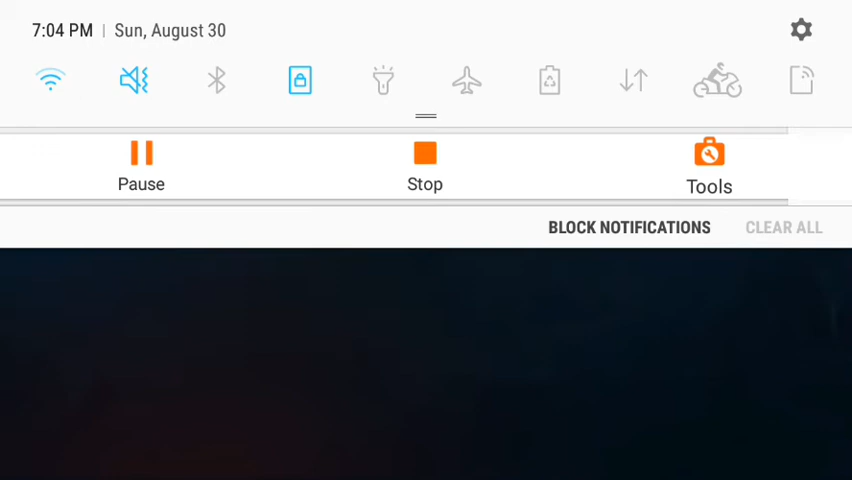 7:04 PM | Sun, August 30
Pause
Stop
Tools
BLOCK NOTIFICATIONS
CLEAR ALL